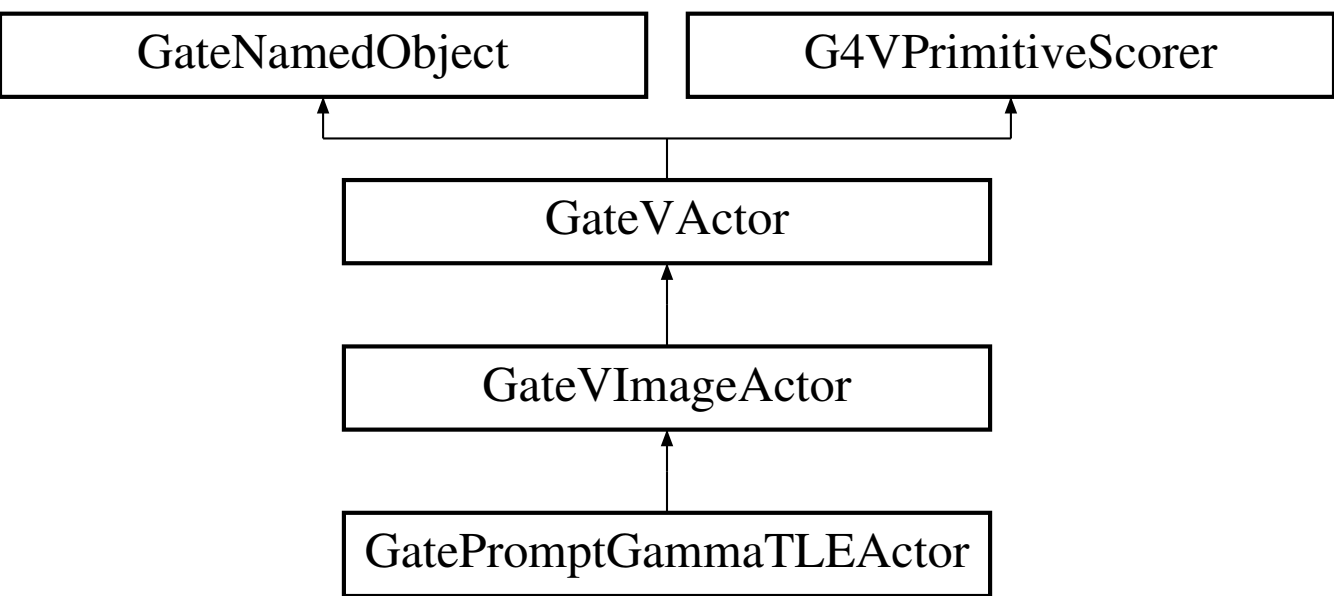 GateNamedObject
G4VPrimitiveScorer
GateVActor
GateVImageActor
GatePromptGammaTLEActor